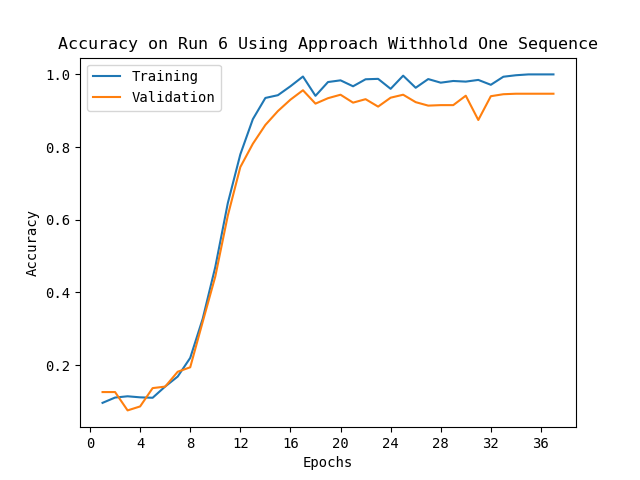 Accuracy on Run 6 Using Approach Withhold One Sequence
Training
Validation
1.0
0.8
0.6
0.4
0.2
Accuracy
0 4 8 12 16 20 24 28 32 36
Epochs